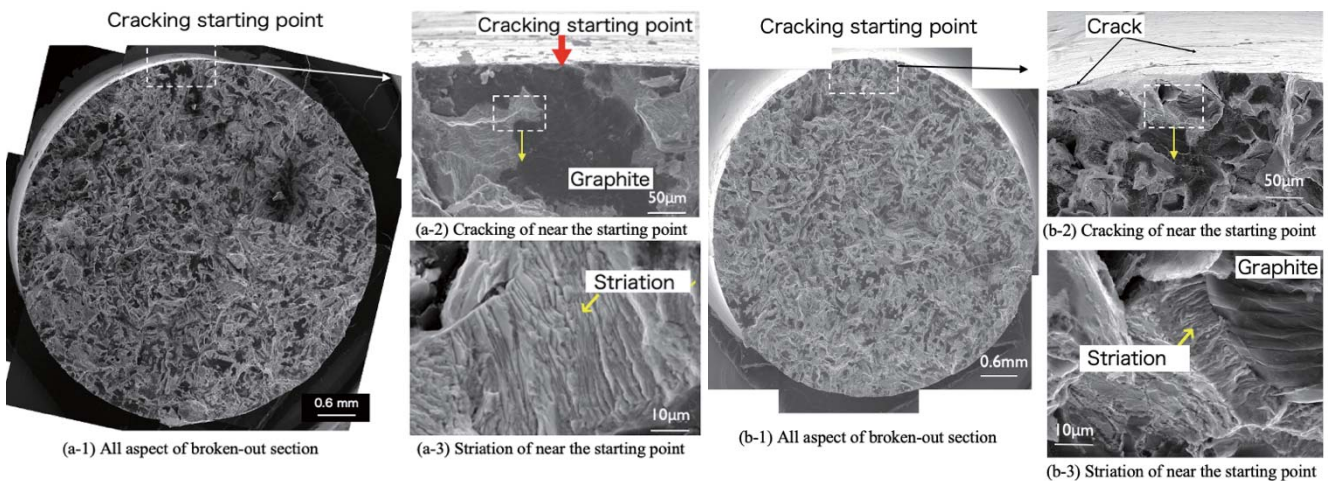 Cracking starting point
0.6 mm
(a-1) All aspect of broken-out section
Cracking starting point
Graphite
50μm
(a-2) Cracking of near the starting point
Striation
10μm
(a-3) Striation of near the starting point
Cracking starting point
0.6mm
(b-1) All aspect of broken-out section
Crack
50μm
(b-2) Cracking of near the starting point
Graphite
Striation
10μm
(b-3) Striation of near the starting point